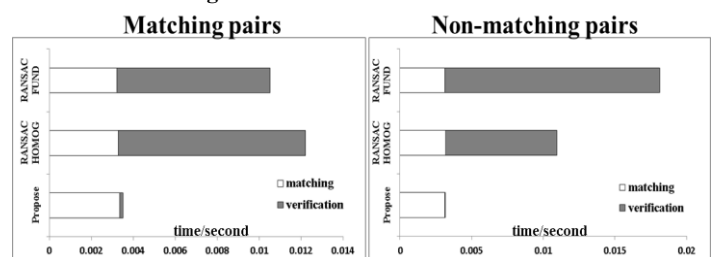 Matching pairs
RANSAC
FUND
RANSAC
HOMOG
Propose
matching
verification
time/second
0 0.002 0.004 0.006 0.008 0.01 0.012 0.014
Non-matching pairs
RANSAC
FUND
RANSAC
HOMOG
Propose
matching
verification
time/second
0 0.005 0.01 0.015 0.02